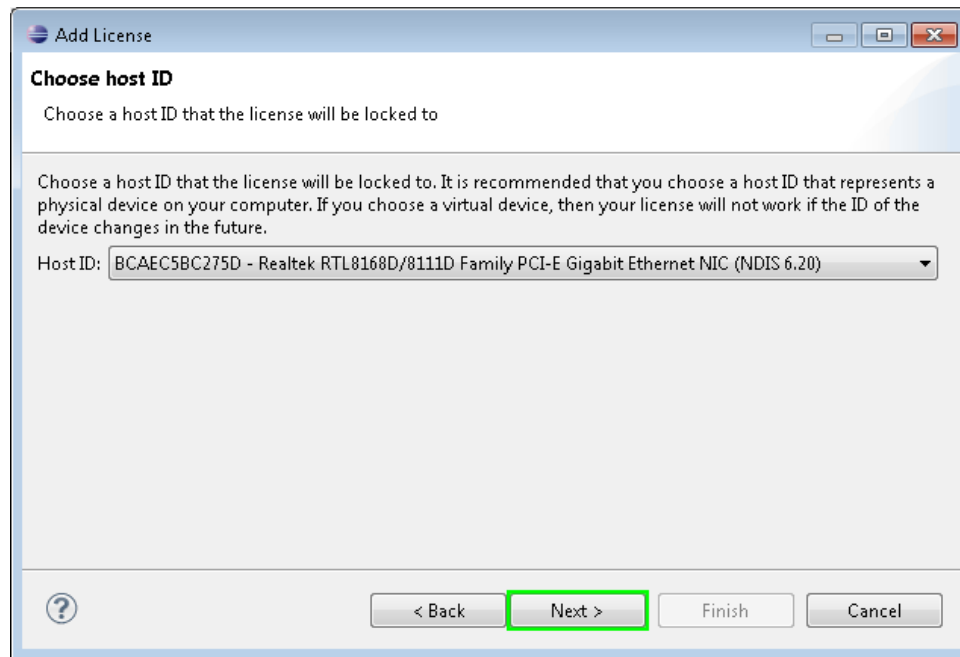 Add License
Choose host ID
Choose a host ID that the license will be locked to
Choose a host ID that the license will be locked to. It is recommended that you choose a host ID that represents a
physical device on your computer. If you choose a virtual device, then your license will not work if the ID of the
device changes in the future.
Host ID: BCAEC5BC275D - Realtek RTL8168D/8111D Family PCI-E Gigabit Ethernet NIC (NDIS 6.20)
? < Back Next > Finish Cancel